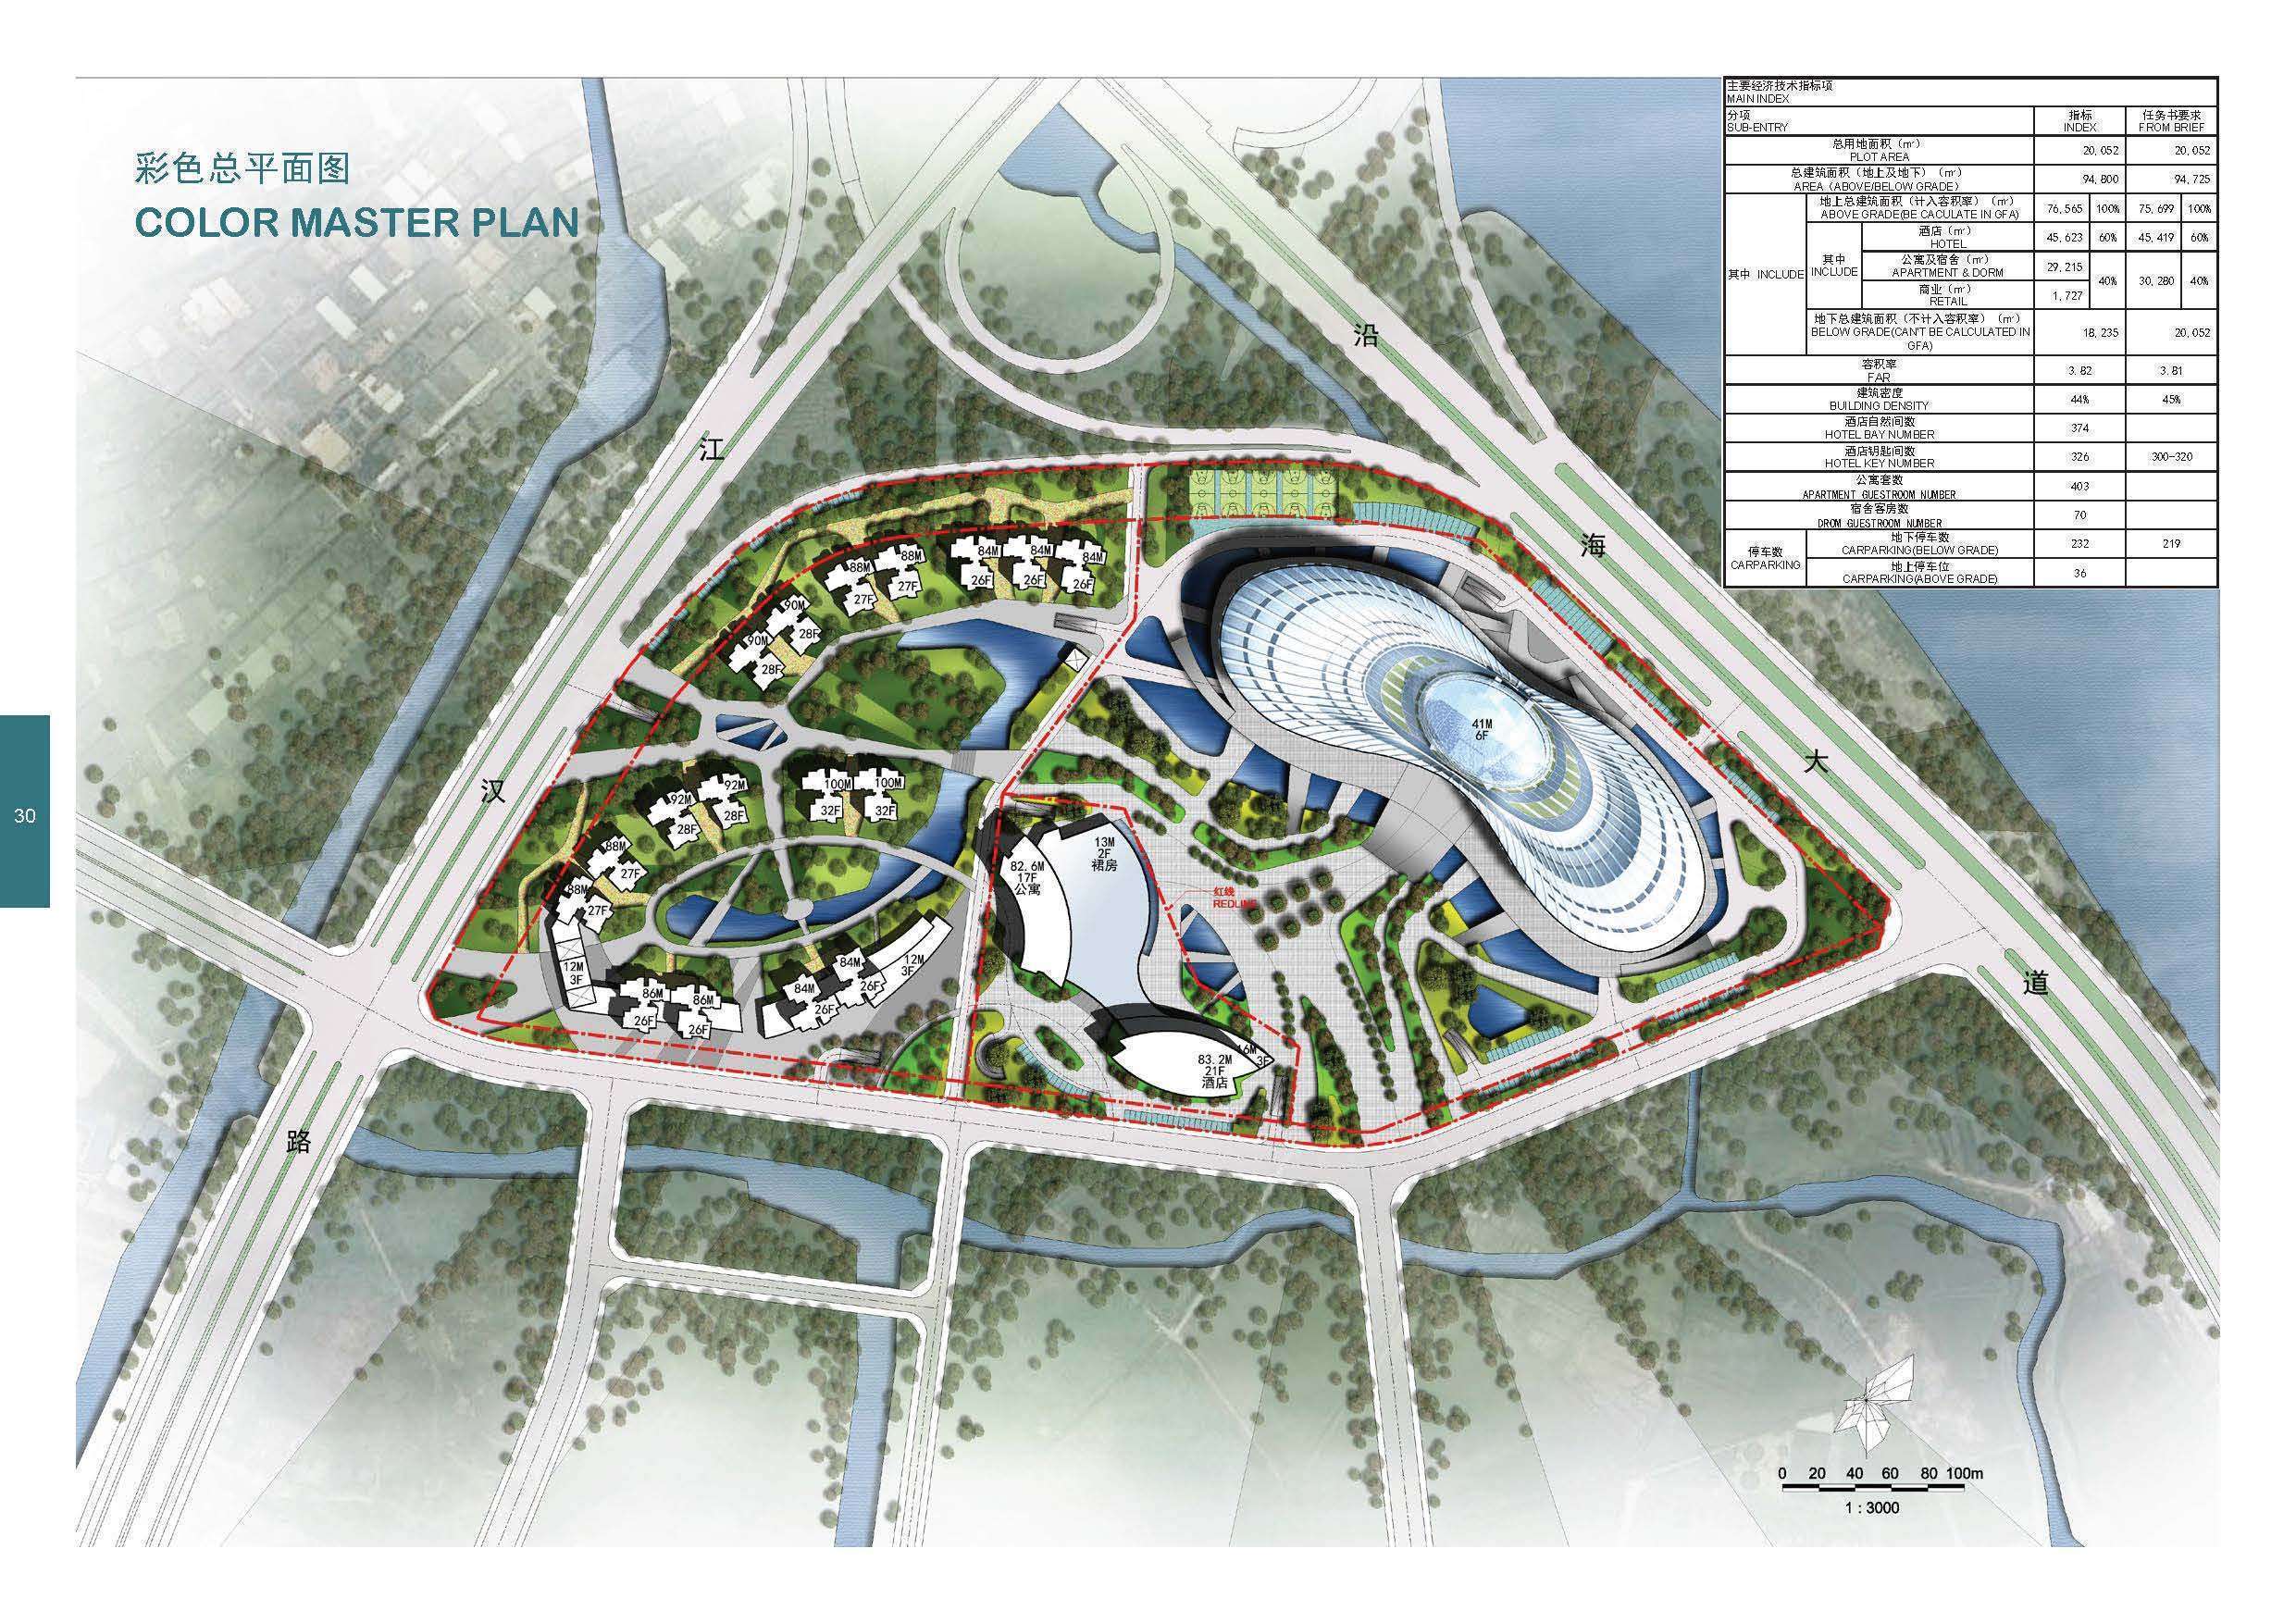 彩色总平面图
COLOR MASTER PLAN
30
主要经济技术指标项
MAIN INDEX
分项
SUB-ENTRY
指标
INDEX
任务书要求
FROM BRIEF
总用地面积（㎡）
PLOT AREA
20,052
20,052
总建筑面积（地上及地下）（㎡）
AREA（ABOVE/BELOW GRADE）
94,800
94,725
其中 INCLUDE
地上总建筑面积（计入容积率）（㎡）
ABOVE GRADE(BE CACULATE IN GFA)
76,565
100%
75,699
100%
其中
INCLUDE
酒店（㎡）
HOTEL
45,623
60%
45,419
60%
公寓及宿舍（㎡）
APARTMENT & DORM
29,215
40%
30,280
40%
商业（㎡）
RETAIL
1,727
地下总建筑面积（不计入容积率）（㎡）
BELOW GRADE(CAN'T BE CALCULATED IN
GFA)
18,235
20,052
容积率
FAR
3.82
3.81
建筑密度
BUILDING DENSITY
44%
45%
酒店自然间数
HOTEL BAY NUMBER
374
酒店钥匙间数
HOTEL KEY NUMBER
326
300-320
公寓套数
APARTMENT GUESTROOM NUMBER
403
宿舍客房数
DROM GUESTROOM NUMBER
70
停车数
CARPARKING
地下停车数
CARPARKING(BELOW GRADE)
232
219
地上停车位
CARPARKING(ABOVE GRADE)
36
沿
海
大
道
江
汉
路
88M
27F
88M
27F
84M
26F
84M
26F
84M
26F
90M
28F
90M
28F
92M
28F
92M
28F
100M
32F
100M
32F
88M
27F
88M
27F
12M
3F
86M
26F
86M
26F
84M
26F
84M
26F
12M
3F
41M
6F
82.6M
17F
公寓
13M
2F
裙房
红线
REDLINE
83.2M
21F
酒店
16M
3F
0 20 40 60 80 100m
1 : 3000